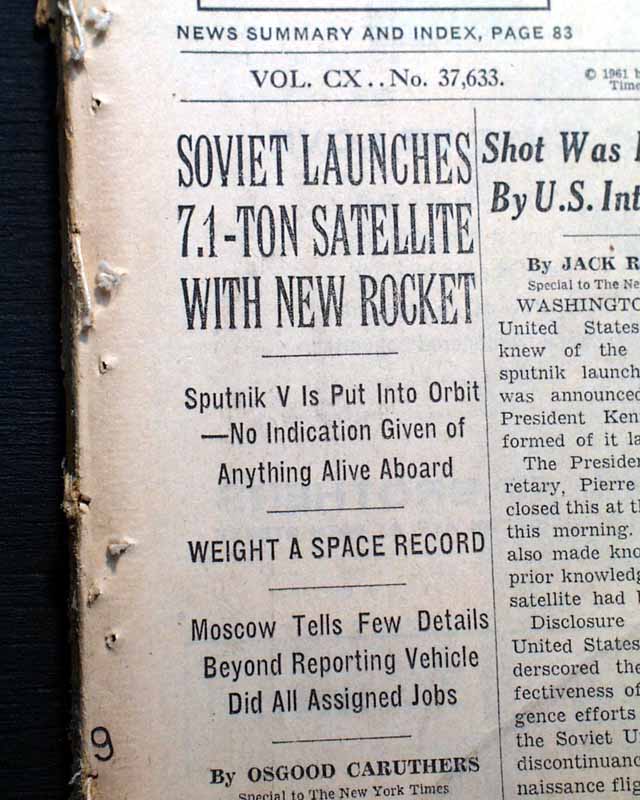 NEWS SUMMARY AND INDEX, PAGE 83
VOL. CX.. No. 37,633.
© 1961 b
Time
SOVIET LAUNCHES
7.1-TON SATELLITE
WITH NEW ROCKET
Sputnik V Is Put Into Orbit
—No Indication Given of
Anything Alive Aboard
WEIGHT A SPACE RECORD
Moscow Tells Few Details
Beyond Reporting Vehicle
Did All Assigned Jobs
By OSGOOD CARUTHERS
Special to The New York Times
Shot Was
By U.S. Int
By JACK R
Special to The Ne
WASHINGTO
United States
knew of the
sputnik launch
was announced
President Ken
formed of it la
The Presiden
retary, Pierre
closed this at th
this morning.
also made kno
prior knowledg
satellite had
Disclosure
United States
derscored the
fectiveness of
gence efforts
the Soviet Un
discontinuanc
naissance flig
9